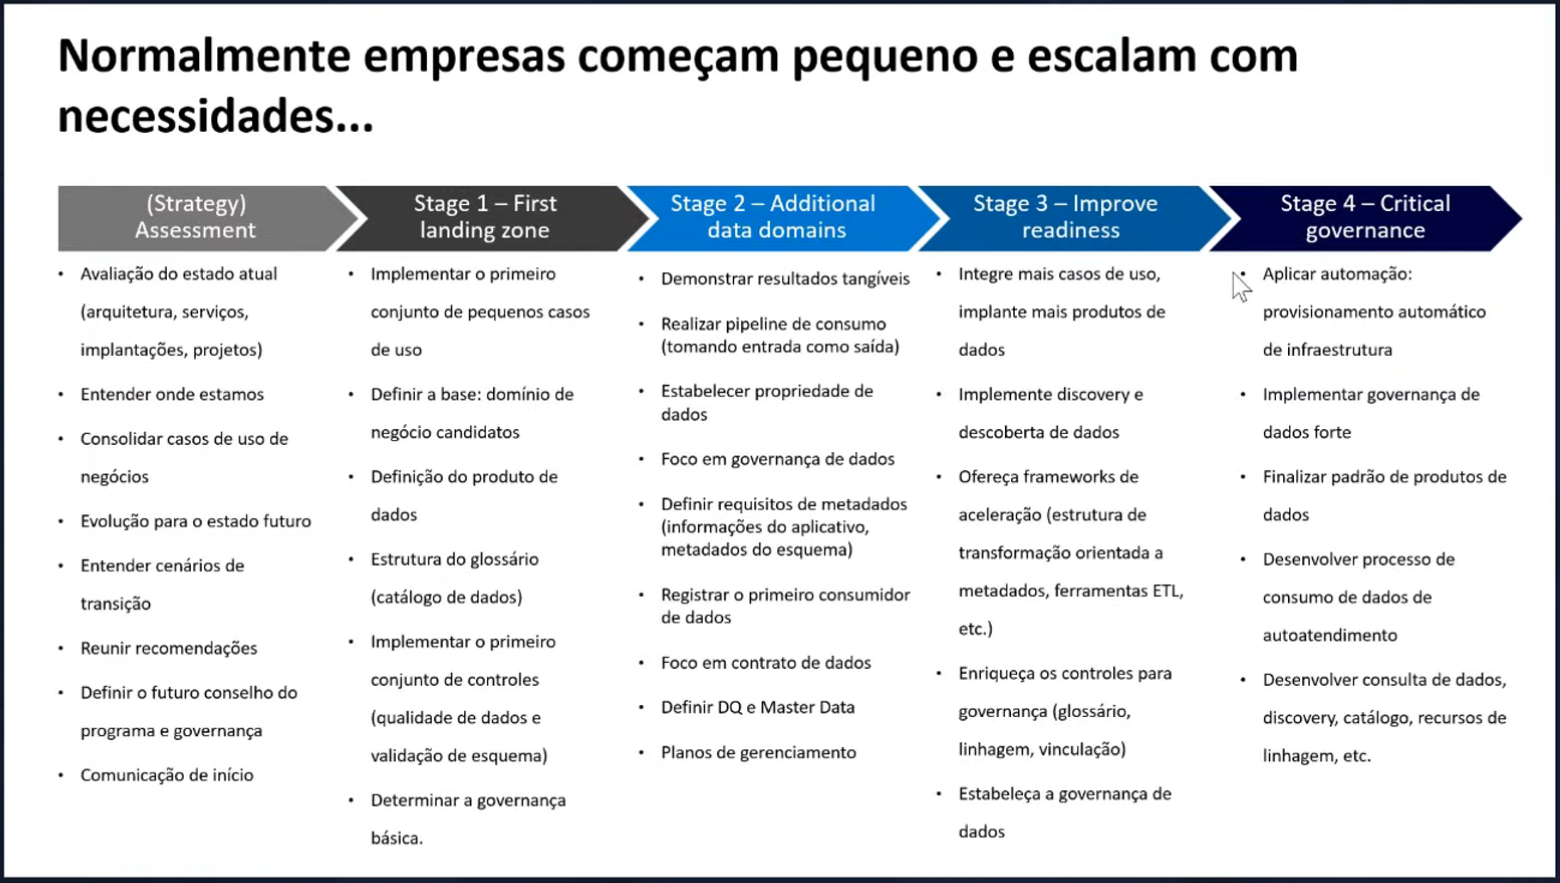 Normalmente empresas começam pequeno e escalam com
necessidades...
(Strategy)
Assessment
• Avaliação do estado atual
(arquitetura, serviços,
implantações, projetos)
• Entender onde estamos
• Consolidar casos de uso de
negócios
• Evolução para o estado futuro
• Entender cenários de
transição
• Reunir recomendações
• Definir o futuro conselho do
programa e governança
• Comunicação de início
Stage 1 – First
landing zone
• Implementar o primeiro
conjunto de pequenos casos
de uso
• Definir a base: domínio de
negócio candidatos
• Definição do produto de
dados
• Estrutura do glossário
(catálogo de dados)
• Implementar o primeiro
conjunto de controles
(qualidade de dados e
validação de esquema)
• Determinar a governança
básica.
Stage 2 – Additional
data domains
• Demonstrar resultados tangíveis
• Realizar pipeline de consumo
(tomando entrada como saída)
• Estabelecer propriedade de
dados
• Foco em governança de dados
• Definir requisitos de metadados
(informações do aplicativo,
metadados do esquema)
• Registrar o primeiro consumidor
de dados
• Foco em contrato de dados
• Definir DQ e Master Data
• Planos de gerenciamento
Stage 3 – Improve
readiness
• Integre mais casos de uso,
implante mais produtos de
dados
• Implemente discovery e
descoberta de dados
• Ofereça frameworks de
aceleração (estrutura de
transformação orientada a
metadados, ferramentas ETL,
etc.)
• Enriqueça os controles para
governança (glossário,
linhagem, vinculação)
• Estabeleça a governança de
dados
Stage 4 – Critical
governance
• Aplicar automação:
provisionamento automático
de infraestrutura
• Implementar governança de
dados forte
• Finalizar padrão de produtos de
dados
• Desenvolver processo de
consumo de dados de
autoatendimento
• Desenvolver consulta de dados,
discovery, catálogo, recursos de
linhagem, etc.